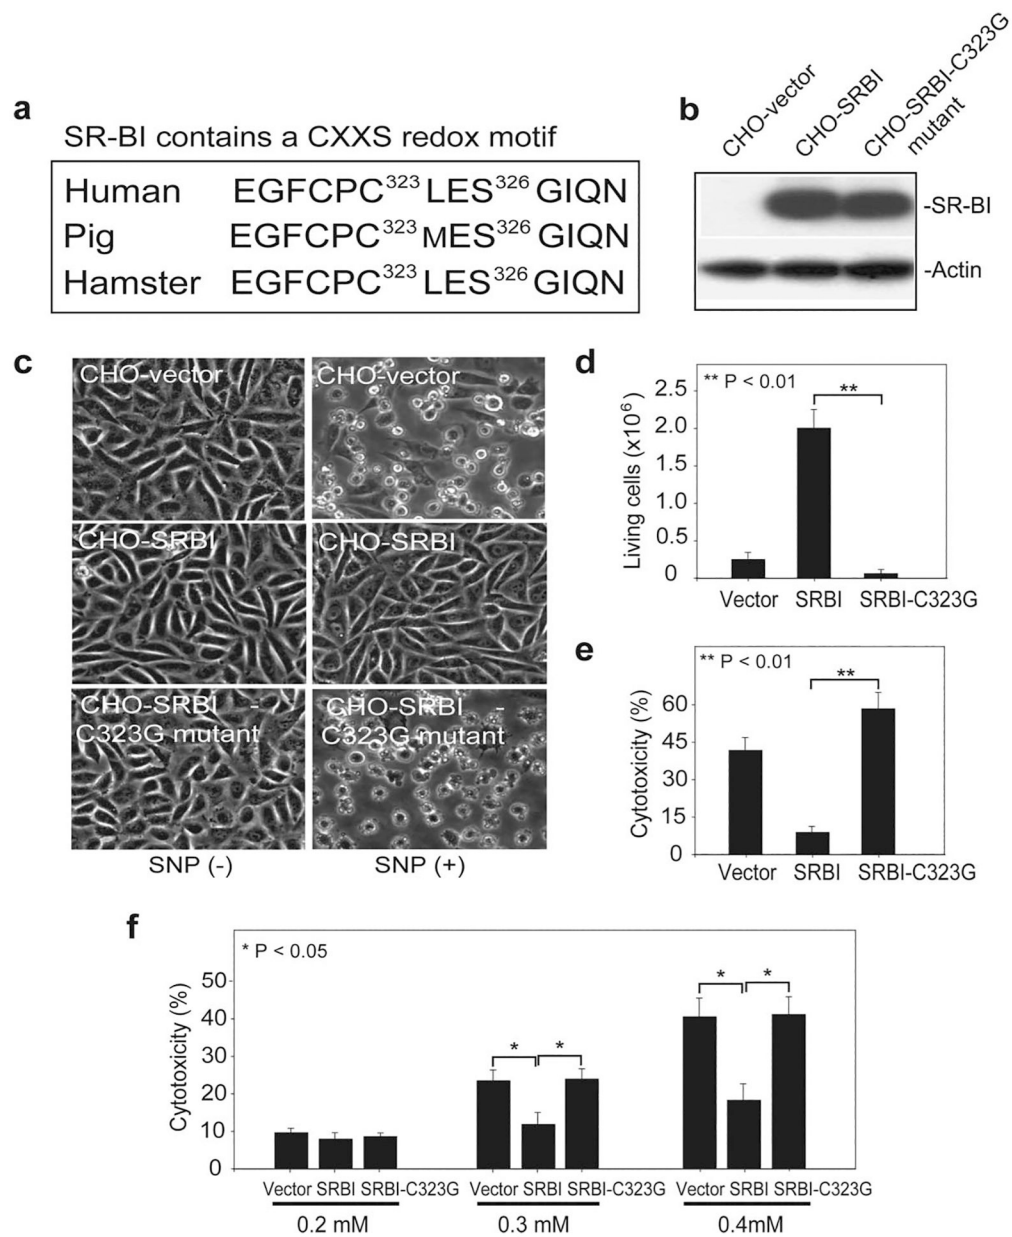 a
SR-BI contains a CXXS redox motif
Human EGFCPC323 LES326 GIQN
Pig EGFCPC323 MES326 GIQN
Hamster EGFCPC323 LES326 GIQN
b
CHO-vector
CHO-SRBI
CHO-SRBI-C323G
mutant
-SR-BI
-Actin
c
CHO-vector
CHO-vector
CHO-SRBI
CHO-SRBI
CHO-SRBI -
C323G mutant
CHO-SRBI -
C323G mutant
SNP (-)
SNP (+)
d
** P < 0.01
**
Living cells (x106)
2.5
2.0
1.5
1.0
0.5
0
Vector SRBI SRBI-C323G
e
** P < 0.01
**
Cytotoxicity (%)
60
45
30
15
0
Vector SRBI SRBI-C323G
f
* P < 0.05
Cytotoxicity (%)
50
40
30
20
10
0
* *
* *
Vector SRBI SRBI-C323G
Vector SRBI SRBI-C323G
Vector SRBI SRBI-C323G
0.2 mM
0.3 mM
0.4mM